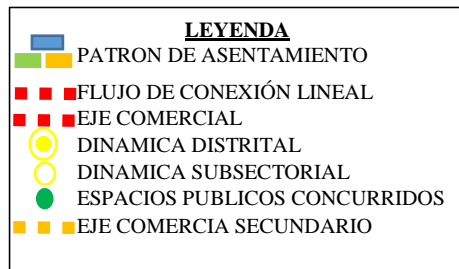 LEYENDA
PATRON DE ASENTAMIENTO
FLUJO DE CONEXIÓN LINEAL
EJE COMERCIAL
DINAMICA DISTRITAL
DINAMICA SUBSECTORIAL
ESPACIOS PUBLICOS CONCURRIDOS
EJE COMERCIA SECUNDARIO